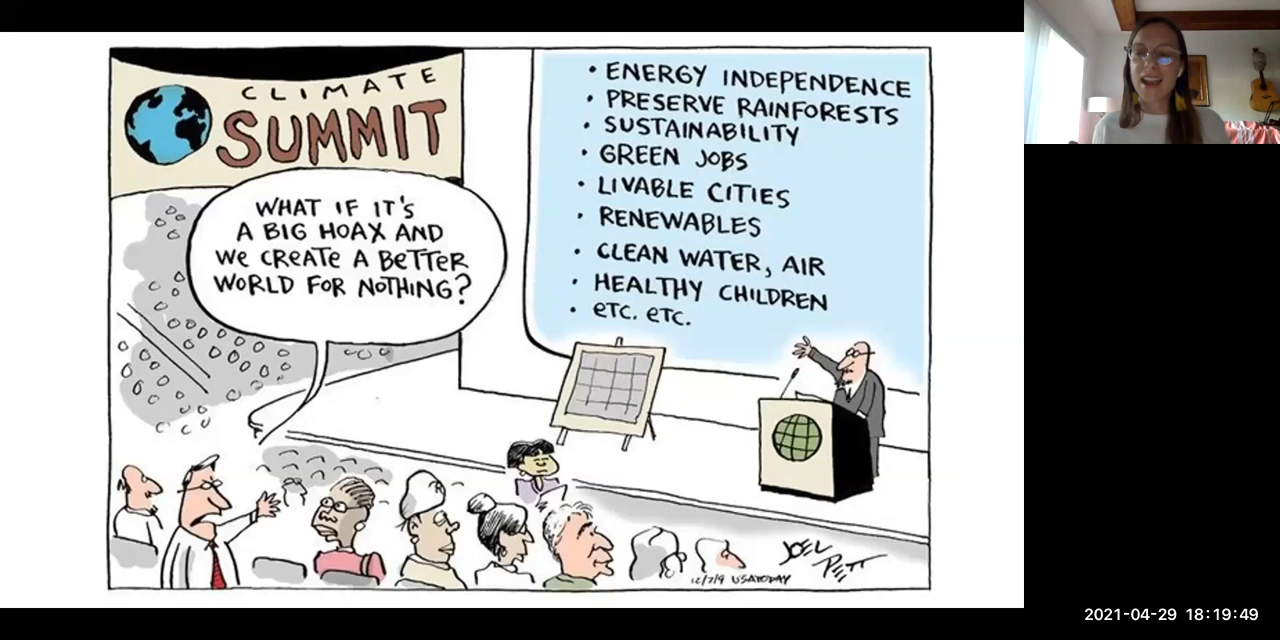 CLIMATE
SUMMIT
WHAT IF IT'S
A BIG HOAX AND
WE CREATE A BETTER
WORLD FOR NOTHING?
• ENERGY INDEPENDENCE
• PRESERVE RAINFORESTS
• SUSTAINABILITY
• GREEN JOBS
• LIVABLE CITIES
• RENEWABLES
• CLEAN WATER, AIR
• HEALTHY CHILDREN
• ETC. ETC.
JOEL
PETT
12/7/9 USA TODAY
2021-04-29 18:19:49